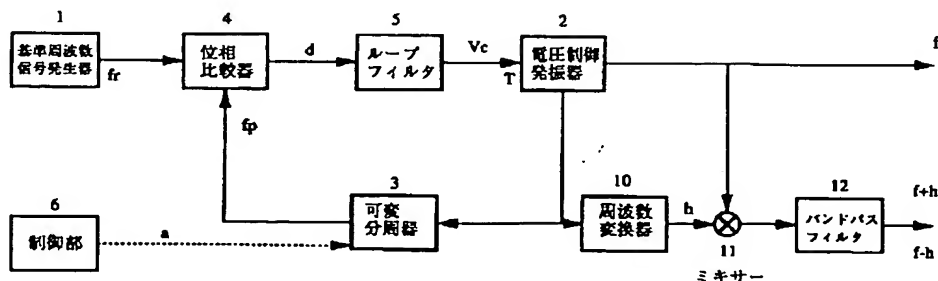 1
基準周波数
信号発生器
fr
4
位相
比較器
d
5
ループ
フィルタ
Vc
T
2
電圧制御
発振器
f
fp
3
可変
分周器
6
制御部
a
10
周波数
変換器
h
11
ミキサー
12
バンドパス
フィルタ
f+h
f-h